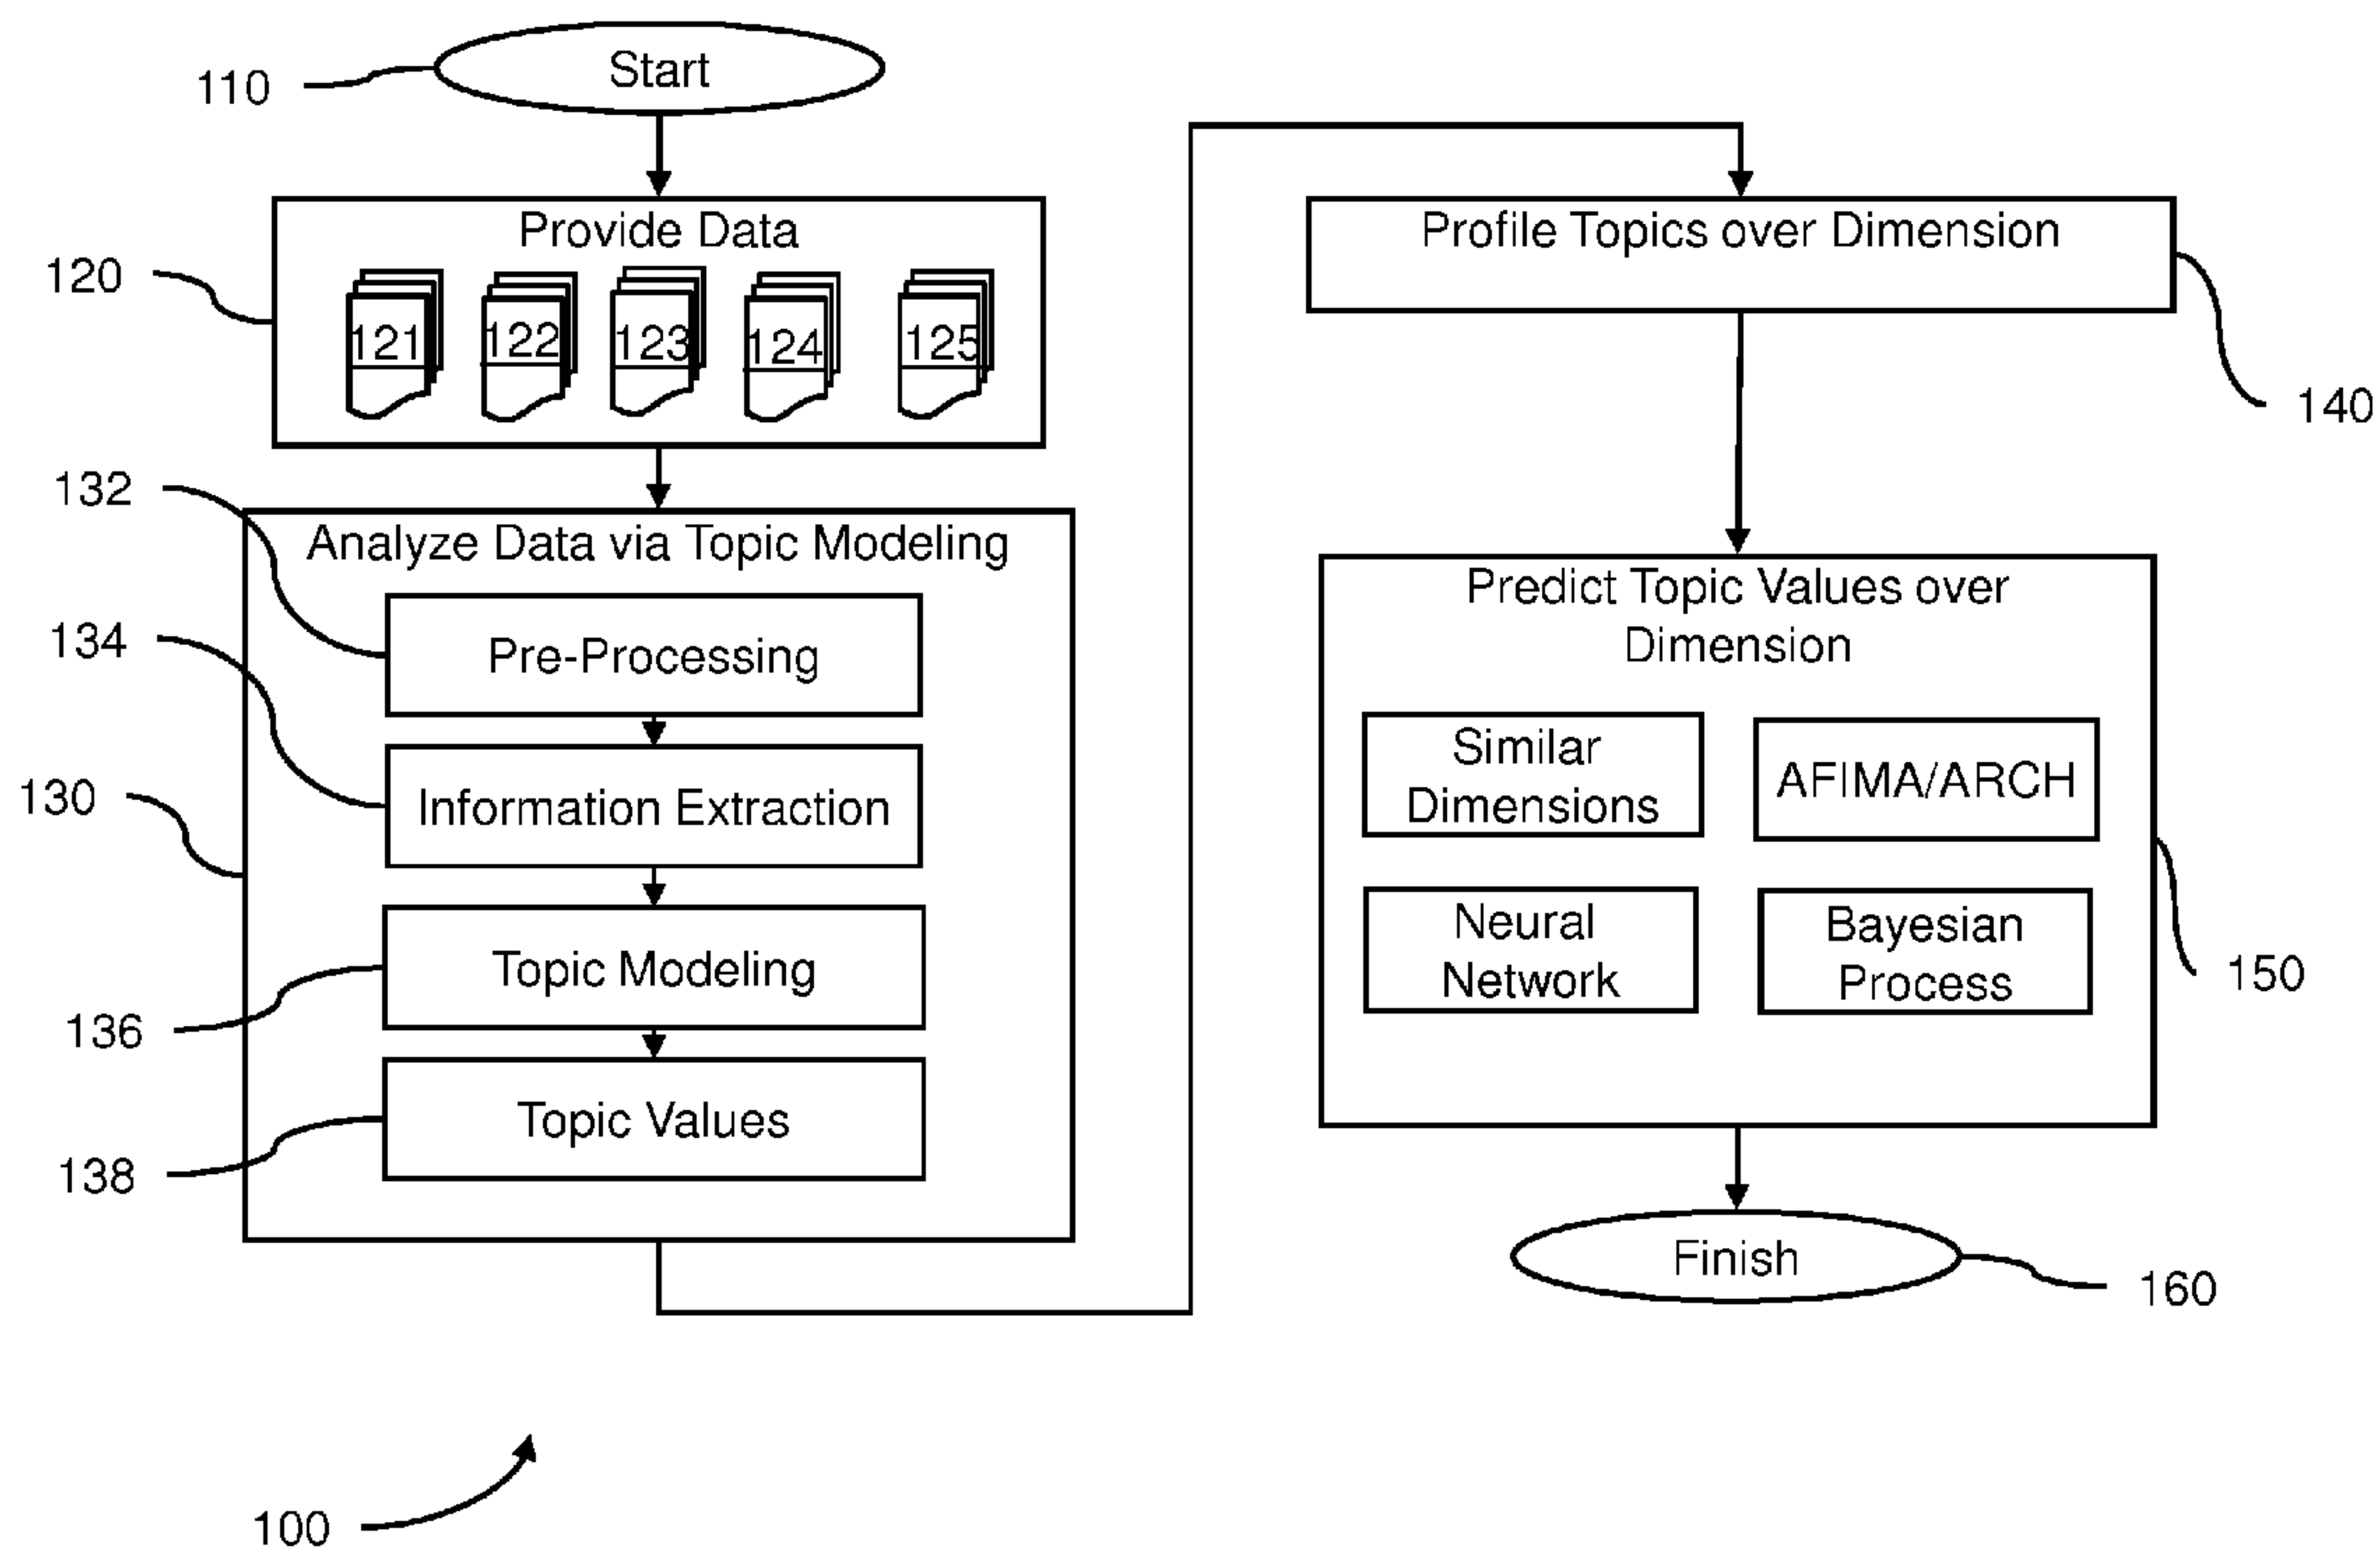 Start
110
Provide Data
120
121
122
123
124
125
132
Analyze Data via Topic Modeling
Pre-Processing
134
Information Extraction
130
Topic Modeling
136
Topic Values
138
100
Profile Topics over Dimension
140
Predict Topic Values over
Dimension
Similar
Dimensions
AFIMA/ARCH
Neural
Network
Bayesian
Process
150
Finish
160